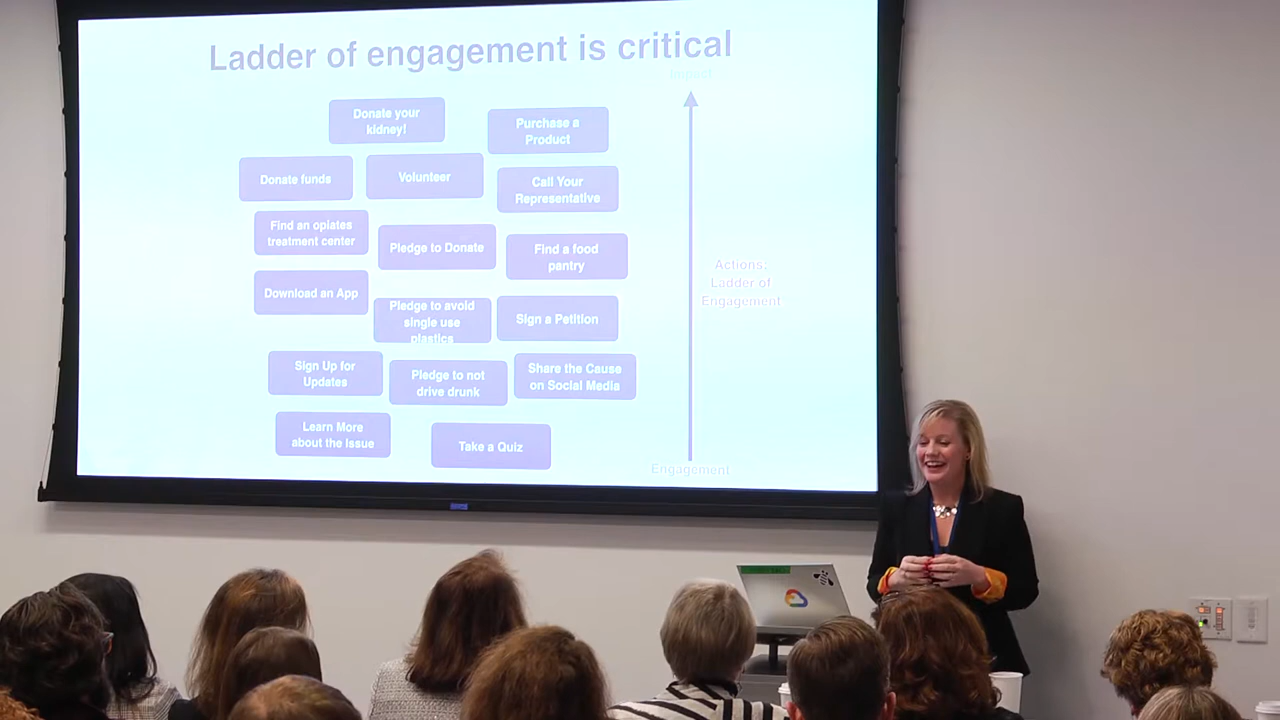 Ladder of engagement is critical
Impact
Donate your
kidney!
Purchase a
Product
Donate funds
Volunteer
Call Your
Representative
Find an opiates
treatment center
Pledge to Donate
Find a food
pantry
Actions:
Ladder of
Engagement
Download an App
Pledge to avoid
single use
plastics
Sign a Petition
Sign Up for
Updates
Pledge to not
drive drunk
Share the Cause
on Social Media
Learn More
about the Issue
Take a Quiz
Engagement